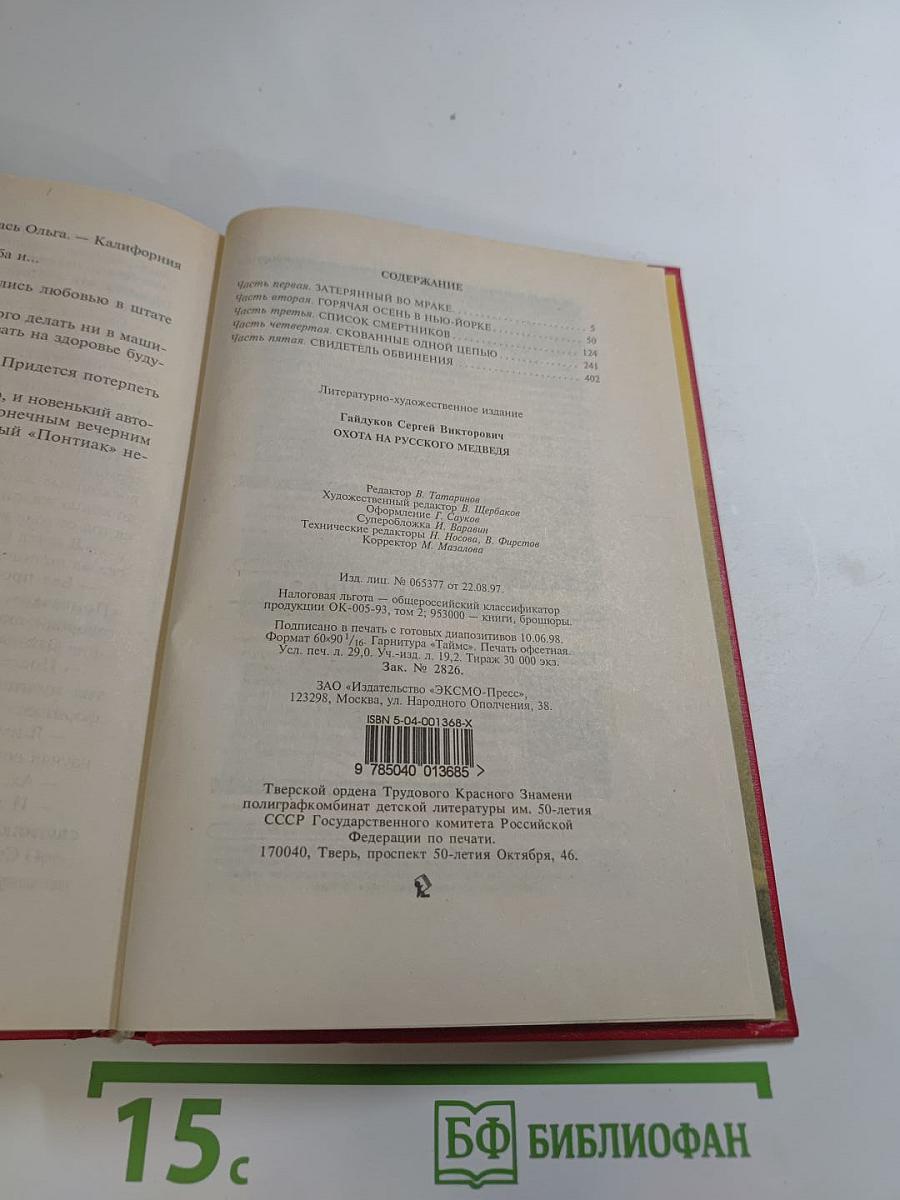 ась Ольга. — Калифорния
ба и...
лись любовью в штате
ого делать ни в маши-
вать на здоровье буду-
Придется потерпеть
о, и новенький авто-
онечным вечерним
ый «Понтиак» не-
СОДЕРЖАНИЕ
Часть первая. ЗАТЕРЯННЫЙ ВО МРАКЕ 5
Часть вторая. ГОРЯЧАЯ ОСЕНЬ В НЬЮ-ЙОРКЕ 50
Часть третья. СПИСОК СМЕРТНИКОВ 124
Часть четвертая. СКОВАННЫЕ ОДНОЙ ЦЕПЬЮ 241
Часть пятая. СВИДЕТЕЛЬ ОБВИНЕНИЯ 402
Литературно-художественное издание
Гайдуков Сергей Викторович
ОХОТА НА РУССКОГО МЕДВЕДЯ
Редактор В. Татаринов
Художественный редактор В. Щербаков
Оформление Г. Сауков
Суперобложка И. Варавин
Технические редакторы Н. Носова, В. Фирстов
Корректор М. Мазалова
Изд. лиц. № 065377 от 22.08.97.
Налоговая льгота — общероссийский классификатор
продукции ОК-005-93, том 2; 953000 — книги, брошюры.
Подписано в печать с готовых диапозитивов 10.06.98.
Формат 60×90 1/16. Гарнитура «Таймс». Печать офсетная.
Усл. печ. л. 29,0. Уч.-изд. л. 19,2. Тираж 30 000 экз.
Зак. № 2826.
ЗАО «Издательство «ЭКСМО-Пресс»,
123298, Москва, ул. Народного Ополчения, 38.
ISBN 5-04-001368-X
9 785040 013685 >
Тверской ордена Трудового Красного Знамени
полиграфкомбинат детской литературы им. 50-летия
СССР Государственного комитета Российской
Федерации по печати.
170040, Тверь, проспект 50-летия Октября, 46.
15 с
БФ БИБЛИОФАН